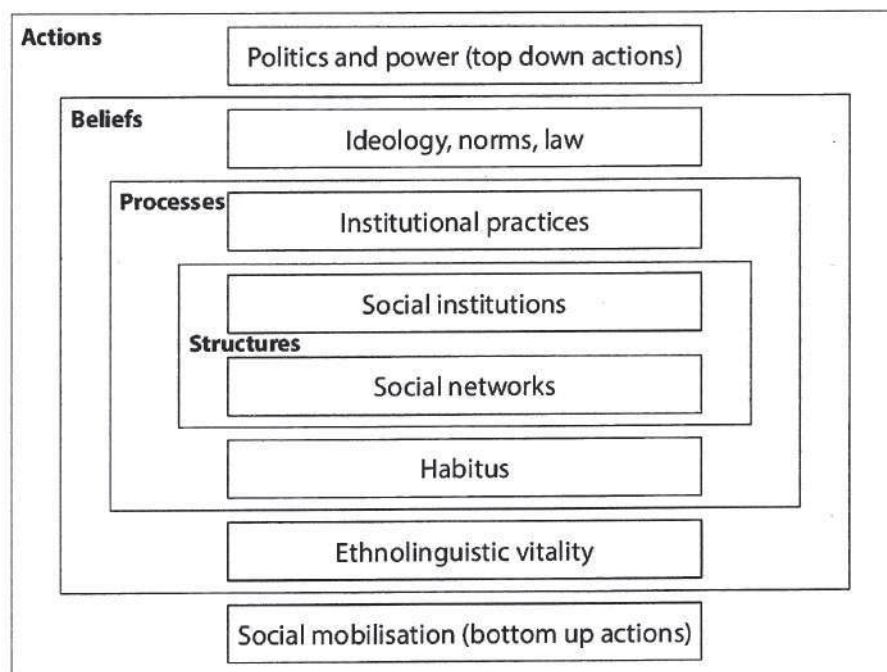 Actions
Politics and power (top down actions)
Beliefs
Ideology, norms, law
Processes
Institutional practices
Social institutions
Structures
Social networks
Habitus
Ethnolinguistic vitality
Social mobilisation (bottom up actions)